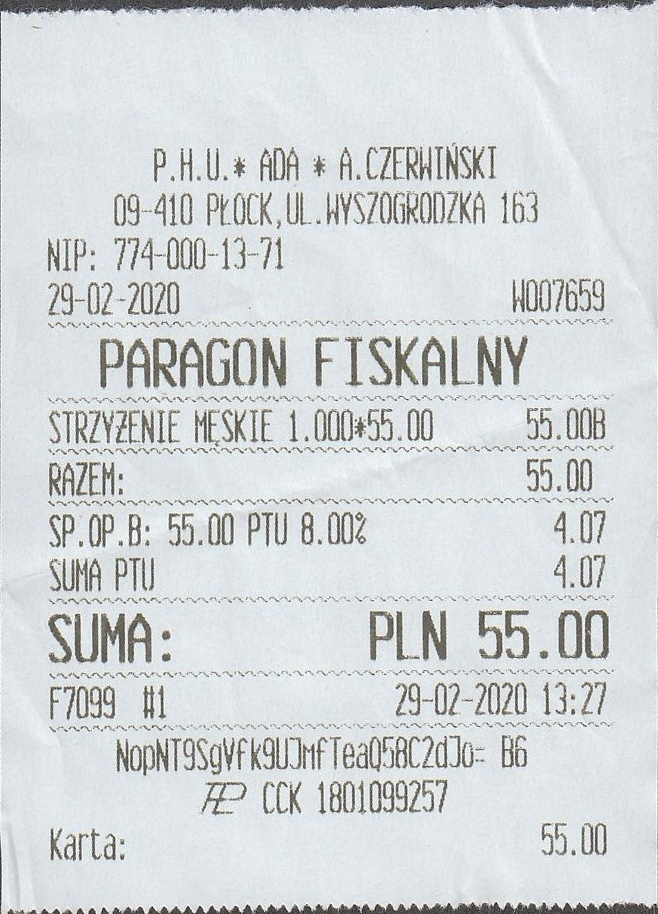 P.H.U.* ADA * A.CZERWIŃSKI
09-410 PŁOCK,UL.WYSZOGRODZKA 163
NIP: 774-000-13-71
29-02-2020 W007659
PARAGON FISKALNY
STRZYŻENIE MĘSKIE 1.000*55.00 55.00B
RAZEM: 55.00
SP.OP.B: 55.00 PTU 8.00% 4.07
SUMA PTU 4.07
SUMA: PLN 55.00
F7099 #1 29-02-2020 13:27
NopNT9SgVfk9UJmfTeaQ58C2dJo= B6
CCK 1801099257
Karta: 55.00